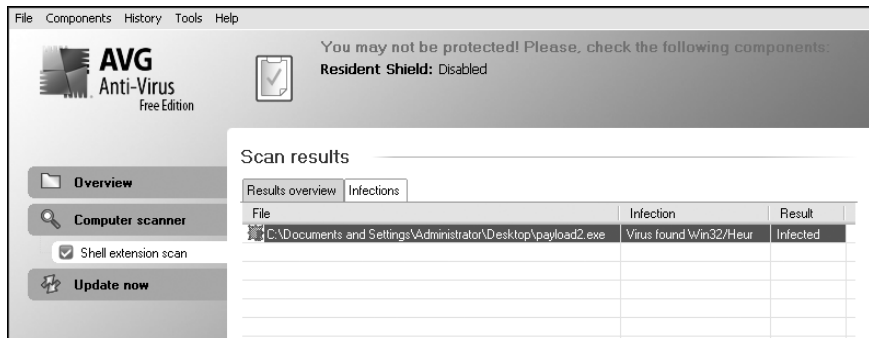 File Components History Tools Help
AVG
Anti-Virus
Free Edition
You may not be protected! Please, check the following components:
Resident Shield: Disabled
Overview
Computer scanner
Shell extension scan
Update now
Scan results
Results overview Infections
File Infection Result
C:\Documents and Settings\Administrator\Desktop\payload2.exe Virus found Win32/Heur Infected